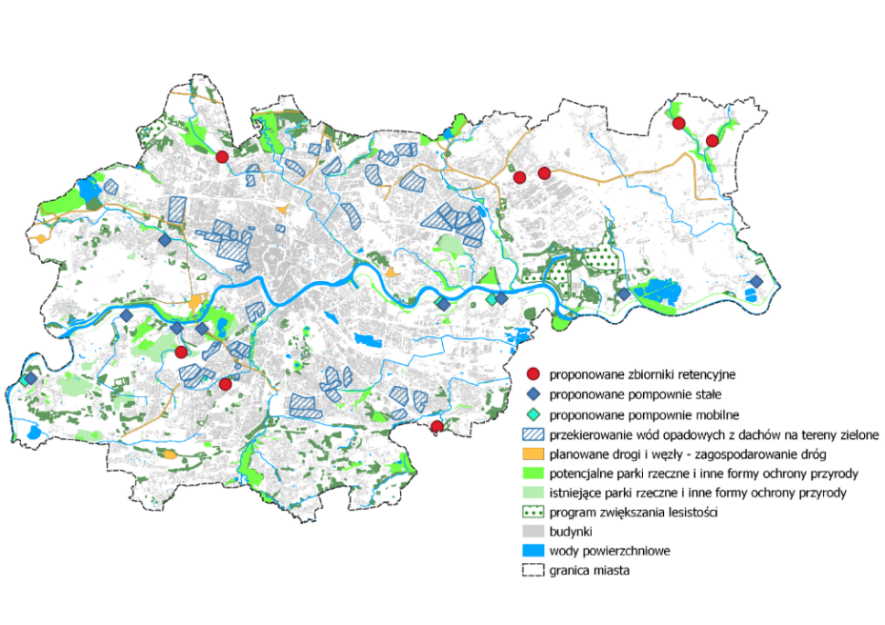 proponowane zbiorniki retencyjne
proponowane pompownie stałe
proponowane pompownie mobilne
przekierowanie wód opadowych z dachów na tereny zielone
planowane drogi i węzły - zagospodarowanie dróg
potencjalne parki rzeczne i inne formy ochrony przyrody
istniejące parki rzeczne i inne formy ochrony przyrody
program zwiększania lesistości
budynki
wody powierzchniowe
granica miasta